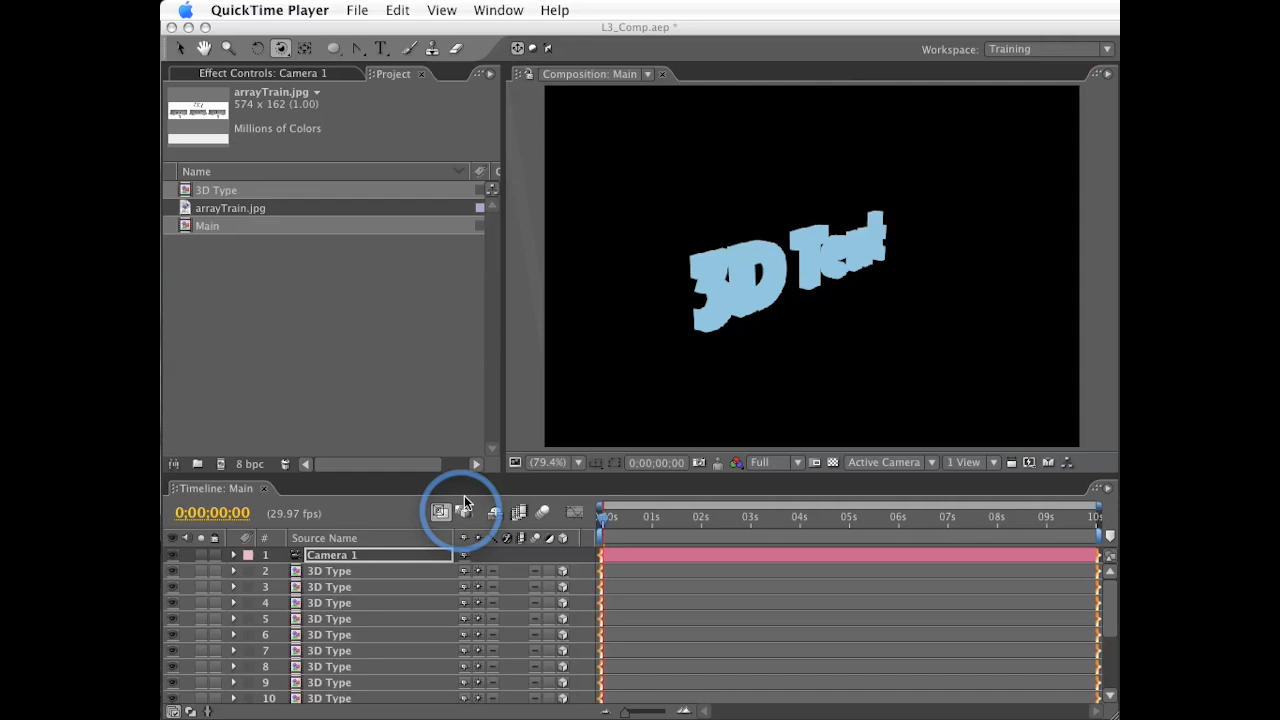 QuickTime Player File Edit View Window Help
L3_Comp.aep *
Workspace: Training
Effect Controls: Camera 1 Project
Composition: Main
arrayTrain.jpg
574 x 162 (1.00)
Millions of Colors
Name
3D Type
arrayTrain.jpg
Main
3D Text
8 bpc
(79.4%) 0;00;00;00 Full Active Camera 1 View
Timeline: Main
0;00;00;00 (29.97 fps)
00s 01s 02s 03s 04s 05s 06s 07s 08s 09s 10s
# Source Name
1 Camera 1
2 3D Type
3 3D Type
4 3D Type
5 3D Type
6 3D Type
7 3D Type
8 3D Type
9 3D Type
10 3D Type